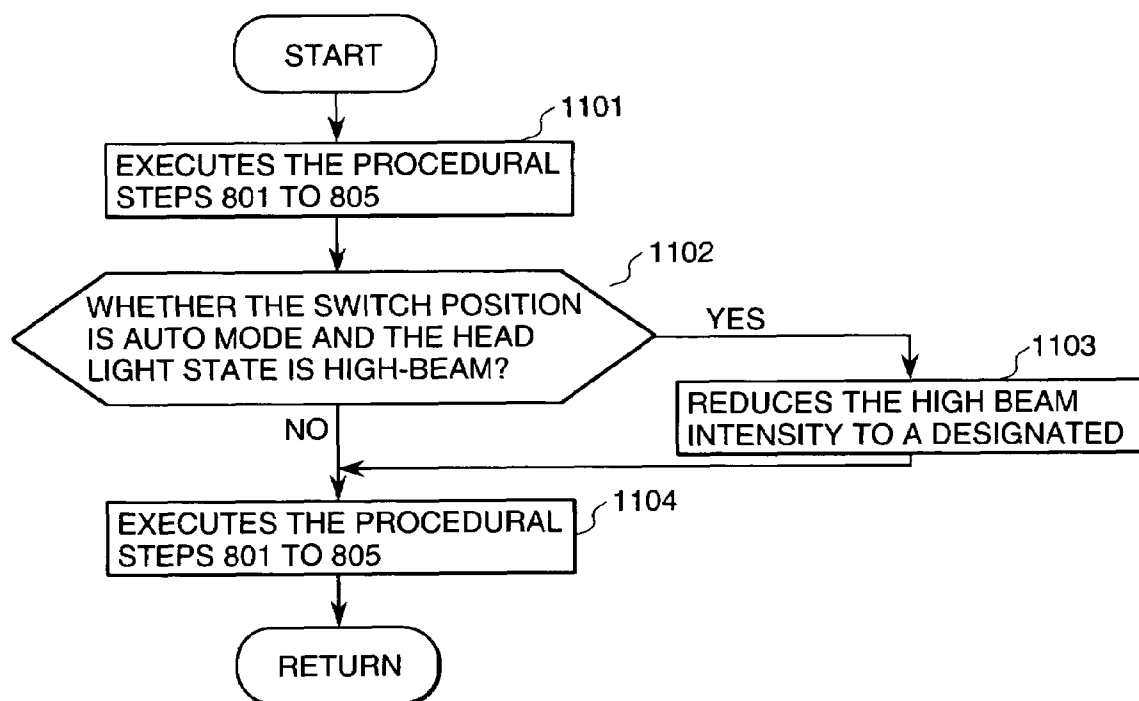 START
1101
EXECUTES THE PROCEDURAL
STEPS 801 TO 805
1102
WHETHER THE SWITCH POSITION
IS AUTO MODE AND THE HEAD
LIGHT STATE IS HIGH-BEAM?
YES
1103
REDUCES THE HIGH BEAM
INTENSITY TO A DESIGNATED
NO
1104
EXECUTES THE PROCEDURAL
STEPS 801 TO 805
RETURN